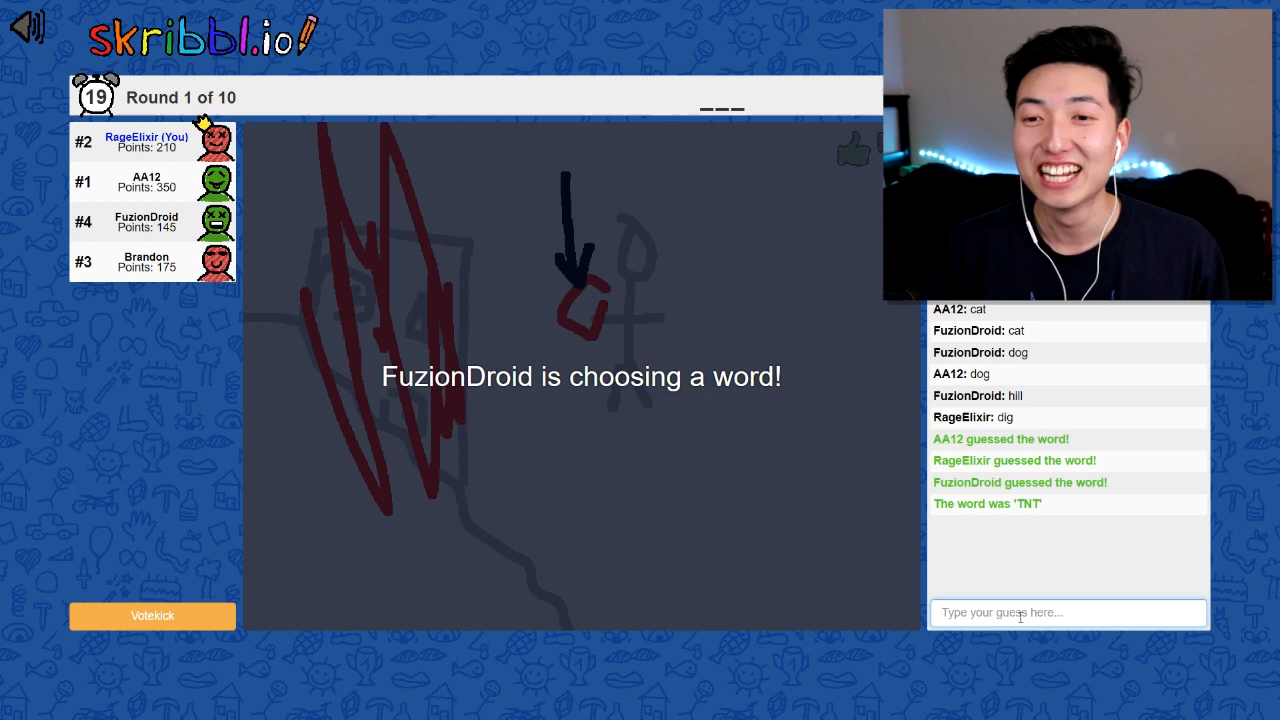 skribbl.io
19
Round 1 of 10
___
#2
RageElixir (You)
Points: 210
#1
AA12
Points: 350
#4
FuzionDroid
Points: 145
#3
Brandon
Points: 175
FuzionDroid is choosing a word!
AA12: cat
FuzionDroid: cat
FuzionDroid: dog
AA12: dog
FuzionDroid: hill
RageElixir: dig
AA12 guessed the word!
RageElixir guessed the word!
FuzionDroid guessed the word!
The word was 'TNT'
Votekick
Type your guess here...